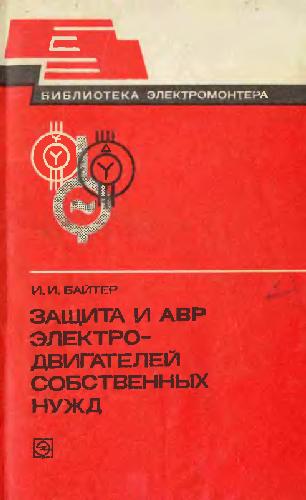 БИБЛИОТЕКА ЭЛЕКТРОМОНТЕРА
И. И. БАЙТЕР
ЗАЩИТА И АВР
ЭЛЕКТРО-
ДВИГАТЕЛЕЙ
СОБСТВЕННЫХ
НУЖД